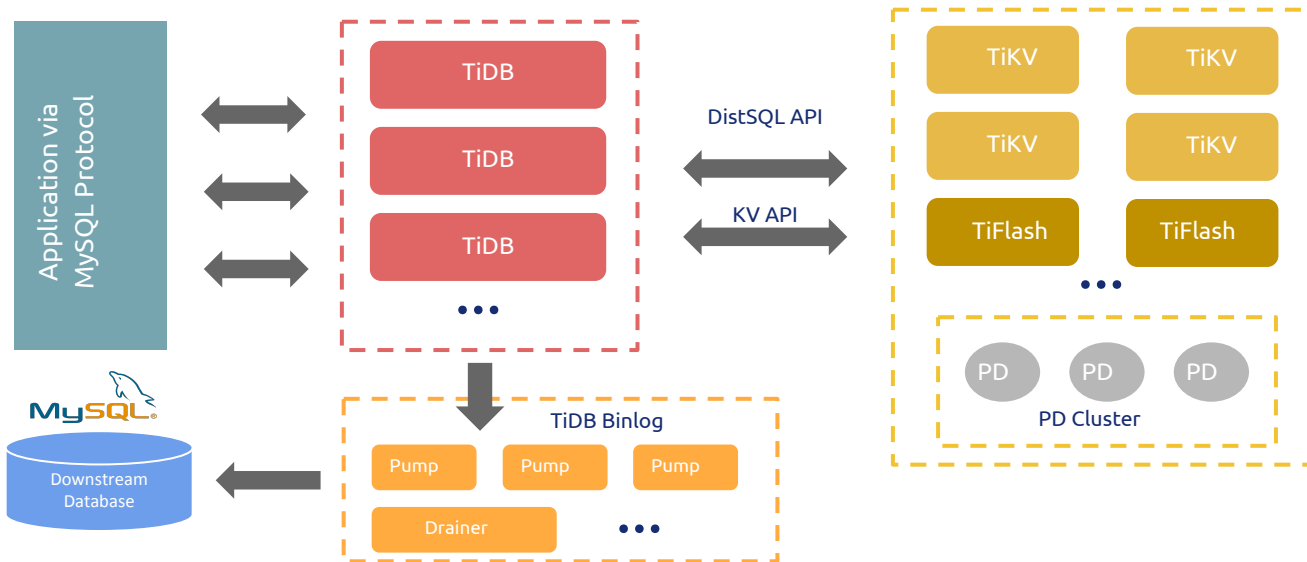 Application via
MySQL Protocol
TiDB
TiDB
TiDB
•••
DistSQL API
KV API
TiKV
TiKV
TiKV
TiKV
TiFlash
TiFlash
•••
PD
PD
PD
PD Cluster
MySQL®
Downstream
Database
TiDB Binlog
Pump
Pump
Pump
Drainer
•••